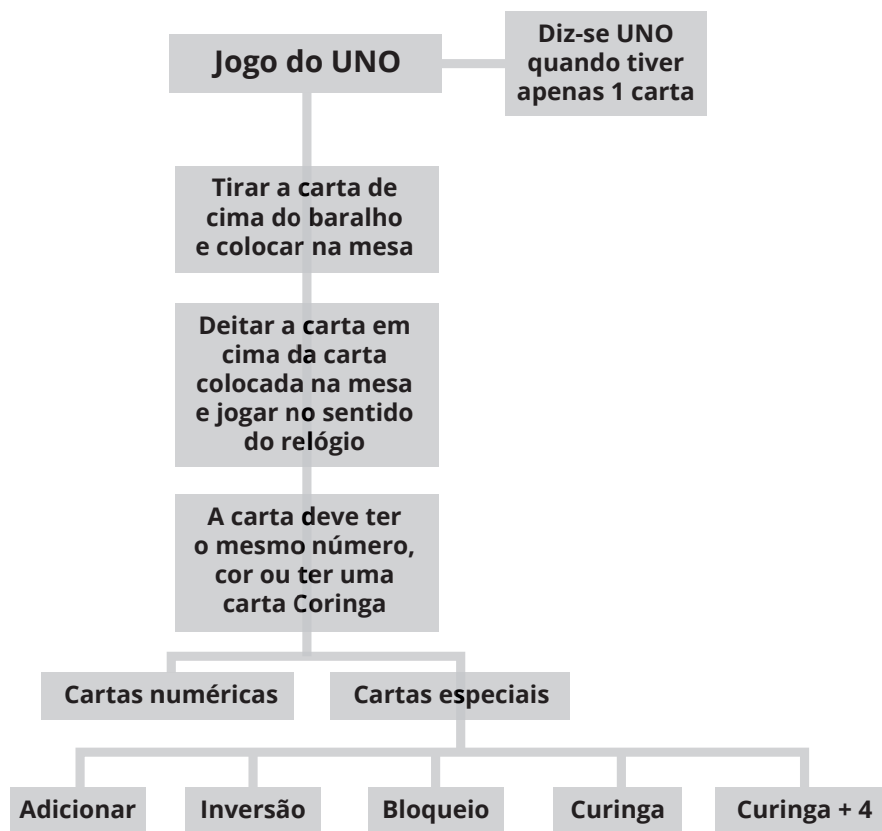 Jogo do UNO
Diz-se UNO
quando tiver
apenas 1 carta
Tirar a carta de
cima do baralho
e colocar na mesa
Deitar a carta em
cima da carta
colocada na mesa
e jogar no sentido
do relógio
A carta deve ter
o mesmo número,
cor ou ter uma
carta Coringa
Cartas numéricas
Cartas especiais
Adicionar
Inversão
Bloqueio
Curinga
Curinga + 4